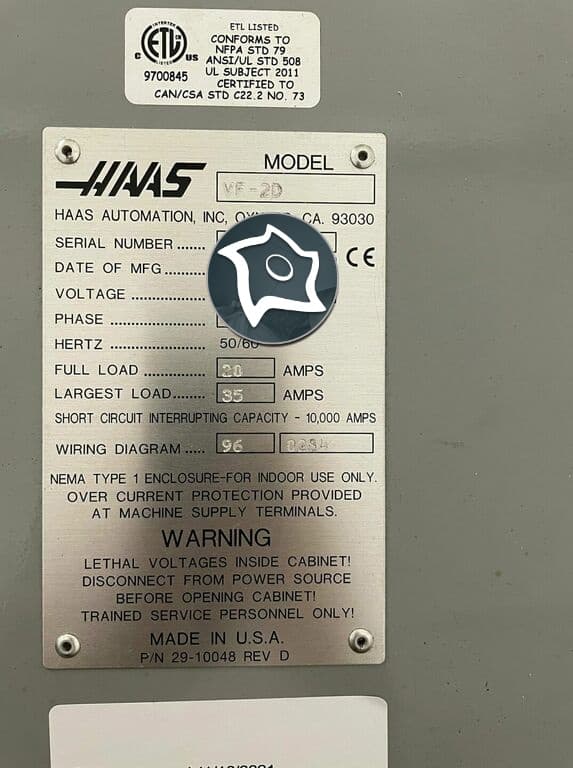 ETL LISTED
CONFORMS TO
NFPA STD 79
ANSI/UL STD 508
UL SUBJECT 2011
CERTIFIED TO
CAN/CSA STD C22.2 NO. 73
INTERTEK
ETL
LISTED
C US
9700845
HAAS
MODEL
VF-2D
HAAS AUTOMATION, INC, CA. 93030
SERIAL NUMBER .......
CE
DATE OF MFG.......
VOLTAGE .............
PHASE .................
HERTZ ................. 50/60
FULL LOAD ........... 20 AMPS
LARGEST LOAD........ 35 AMPS
SHORT CIRCUIT INTERRUPTING CAPACITY - 10,000 AMPS
WIRING DIAGRAM ..... 96
NEMA TYPE 1 ENCLOSURE-FOR INDOOR USE ONLY.
OVER CURRENT PROTECTION PROVIDED
AT MACHINE SUPPLY TERMINALS.
WARNING
LETHAL VOLTAGES INSIDE CABINET!
DISCONNECT FROM POWER SOURCE
BEFORE OPENING CABINET!
TRAINED SERVICE PERSONNEL ONLY!
MADE IN U.S.A.
P/N 29-10048 REV D